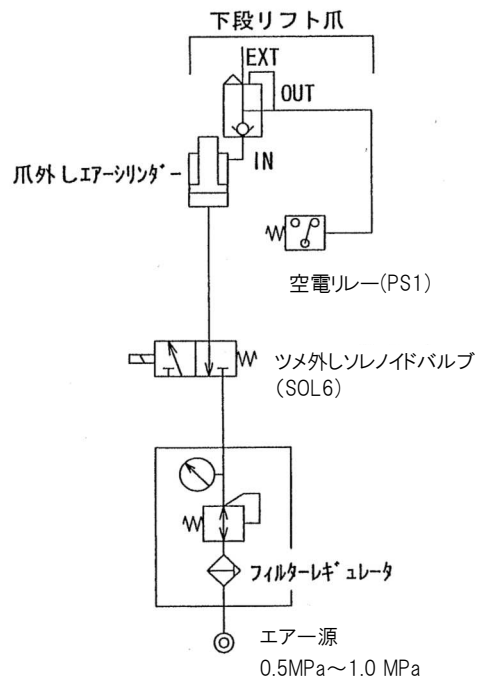 下段リフト爪
EXT
OUT
IN
爪外しエアーシリンダー
空電リレー(PS1)
ツメ外しソレノイドバルブ
(SOL6)
フィルターレギュレータ
エアー源
0.5MPa～1.0 MPa